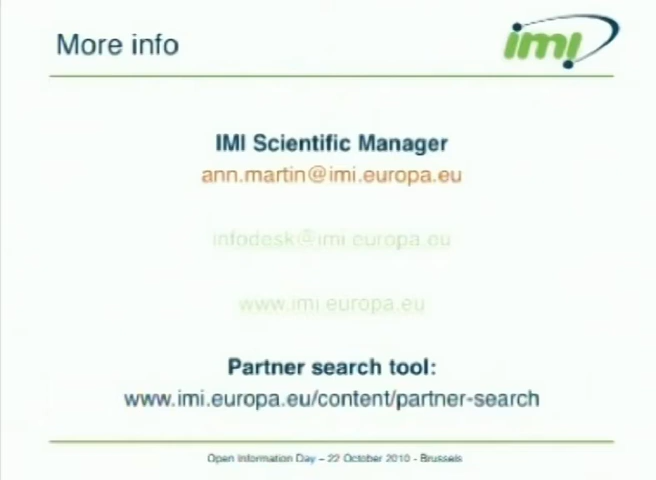 More info
imi
IMI Scientific Manager
ann.martin@imi.europa.eu
infodesk@imi.europa.eu
www.imi.europa.eu
Partner search tool:
www.imi.europa.eu/content/partner-search
Open Information Day – 22 October 2010 - Brussels